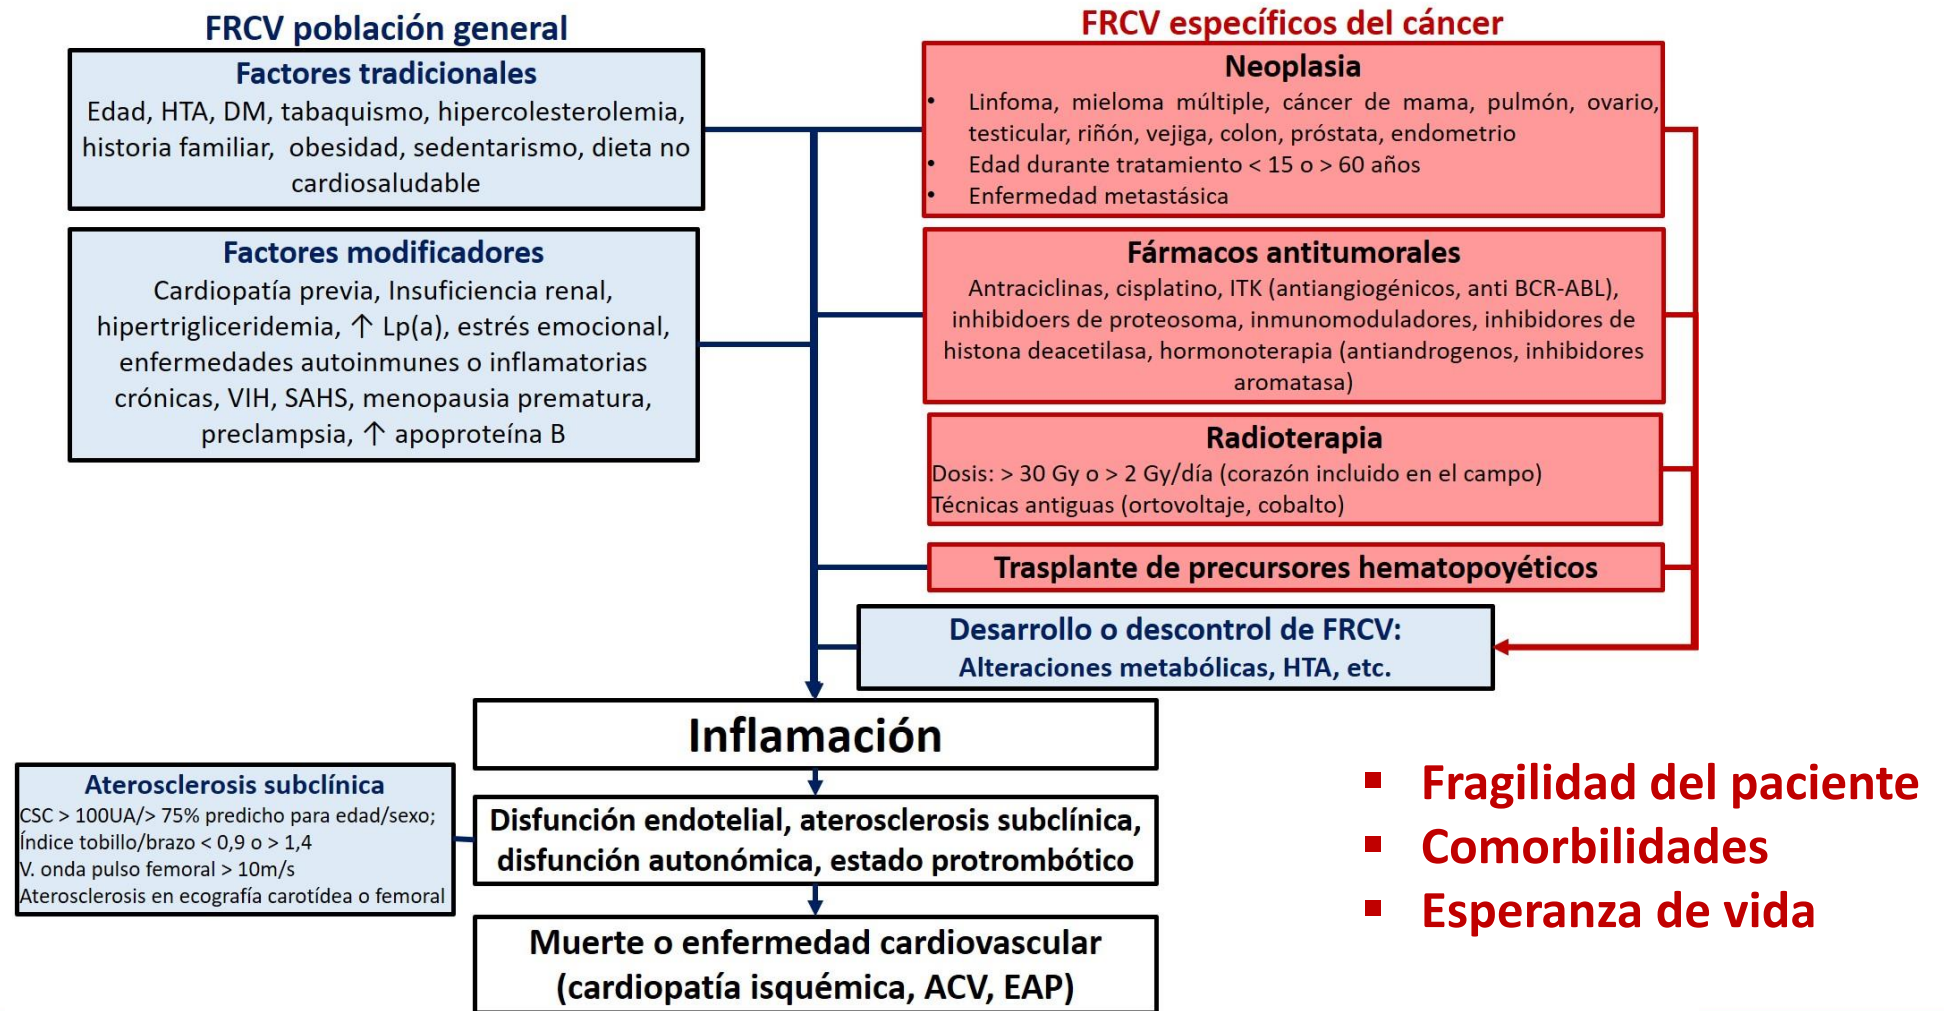 FRCV población general
Factores tradicionales
Edad, HTA, DM, tabaquismo, hipercolesterolemia,
historia familiar, obesidad, sedentarismo, dieta no
cardiosaludable
Factores modificadores
Cardiopatía previa, Insuficiencia renal,
hipertrigliceridemia, ↑ Lp(a), estrés emocional,
enfermedades autoinmunes o inflamatorias
crónicas, VIH, SAHS, menopausia prematura,
preclampsia, ↑ apoproteína B
FRCV específicos del cáncer
Neoplasia
• Linfoma, mieloma múltiple, cáncer de mama, pulmón, ovario,
testicular, riñón, vejiga, colon, próstata, endometrio
• Edad durante tratamiento < 15 o > 60 años
• Enfermedad metastásica
Fármacos antitumorales
Antraciclinas, cisplatino, ITK (antiangiogénicos, anti BCR-ABL),
inhibidoers de proteosoma, inmunomoduladores, inhibidores de
histona deacetilasa, hormonoterapia (antiandrogenos, inhibidores
aromatasa)
Radioterapia
Dosis: > 30 Gy o > 2 Gy/día (corazón incluido en el campo)
Técnicas antiguas (ortovoltaje, cobalto)
Trasplante de precursores hematopoyéticos
Desarrollo o descontrol de FRCV:
Alteraciones metabólicas, HTA, etc.
Inflamación
Aterosclerosis subclínica
CSC > 100UA/> 75% predicho para edad/sexo;
Índice tobillo/brazo < 0,9 o > 1,4
V. onda pulso femoral > 10m/s
Aterosclerosis en ecografía carotídea o femoral
Disfunción endotelial, aterosclerosis subclínica,
disfunción autonómica, estado protrombótico
Muerte o enfermedad cardiovascular
(cardiopatía isquémica, ACV, EAP)
▪ Fragilidad del paciente
▪ Comorbilidades
▪ Esperanza de vida